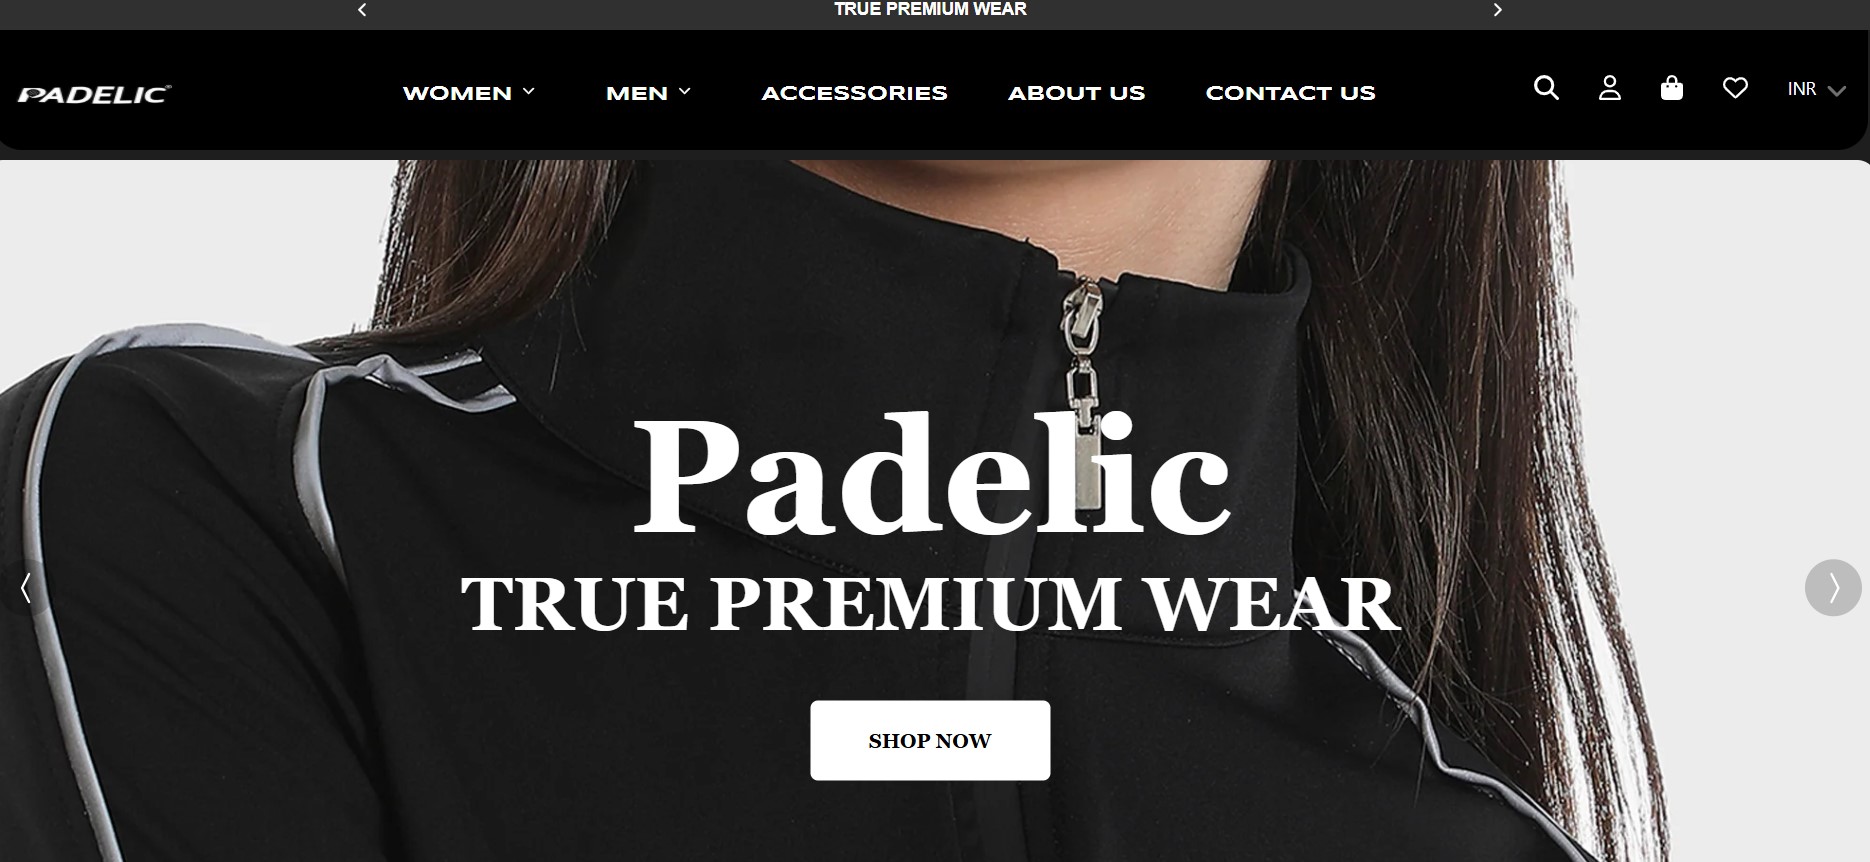 TRUE PREMIUM WEAR
PADELIC®
WOMEN
MEN
ACCESSORIES
ABOUT US
CONTACT US
INR
Padelic
TRUE PREMIUM WEAR
SHOP NOW